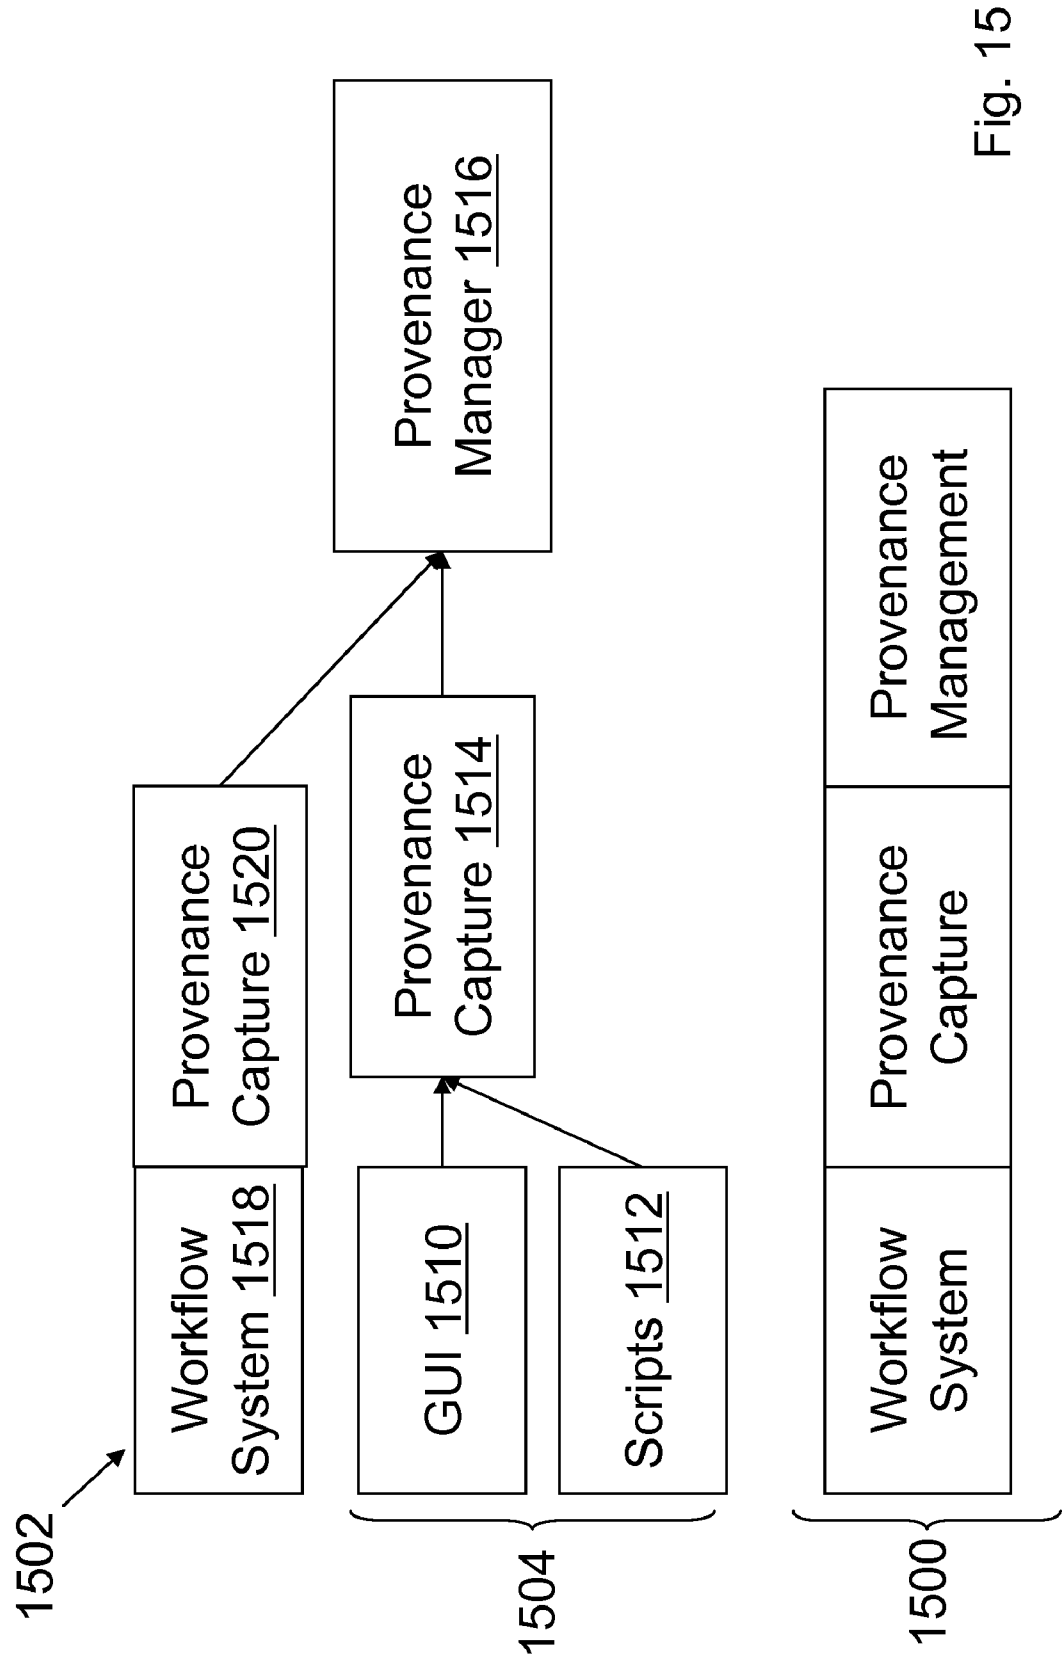 1502
Workflow
System 1518
Provenance
Capture 1520
1504
GUI 1510
Scripts 1512
Provenance
Capture 1514
Provenance
Manager 1516
1500
Workflow
System
Provenance
Capture
Provenance
Management
Fig. 15